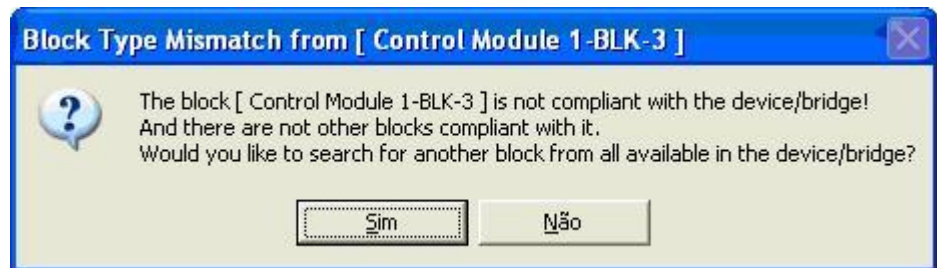 Block Type Mismatch from [ Control Module 1-BLK-3 ]
The block [ Control Module 1-BLK-3 ] is not compliant with the device/bridge!
And there are not other blocks compliant with it.
Would you like to search for another block from all available in the device/bridge?
Sim
Não